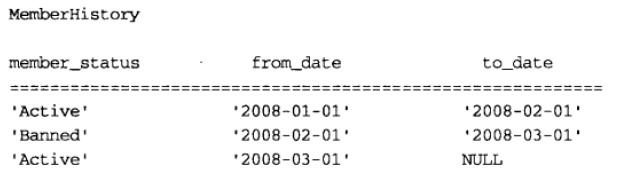 MemberHistory
member_status from_date to_date
===========================================================
'Active' '2008-01-01' '2008-02-01'
'Banned' '2008-02-01' '2008-03-01'
'Active' '2008-03-01' NULL